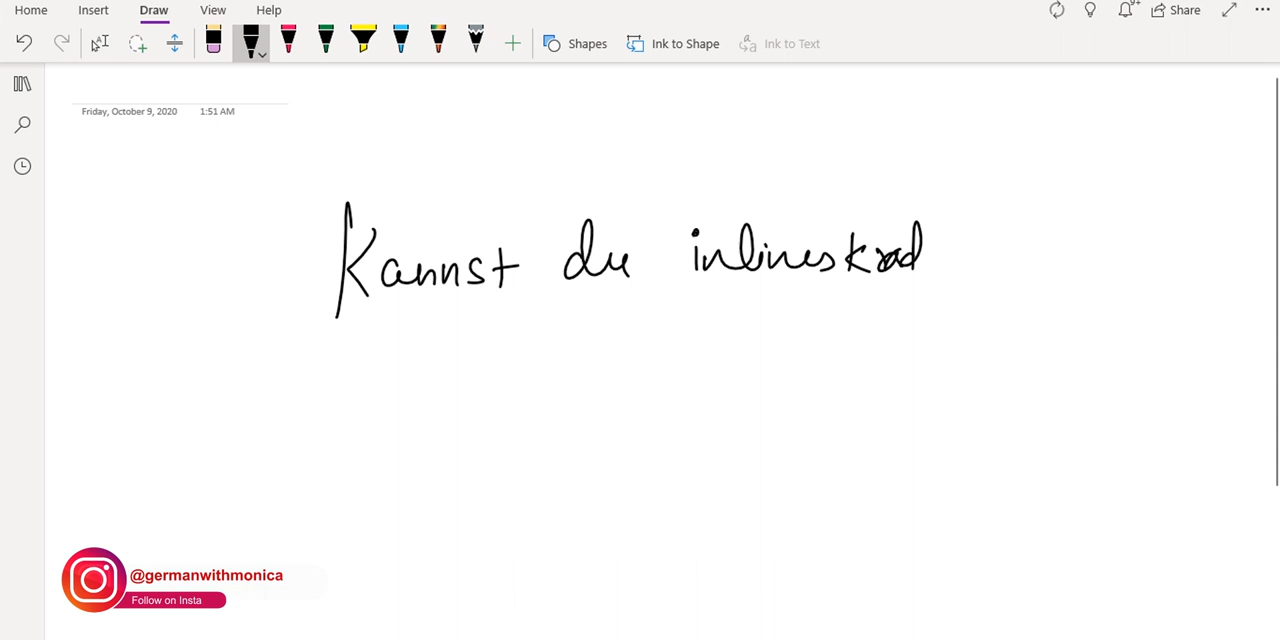 Home Insert Draw View Help Share
Shapes Ink to Shape Ink to Text
Friday, October 9, 2020 1:51 AM
Kannst du inlineskad
@germanwithmonica
Follow on Insta